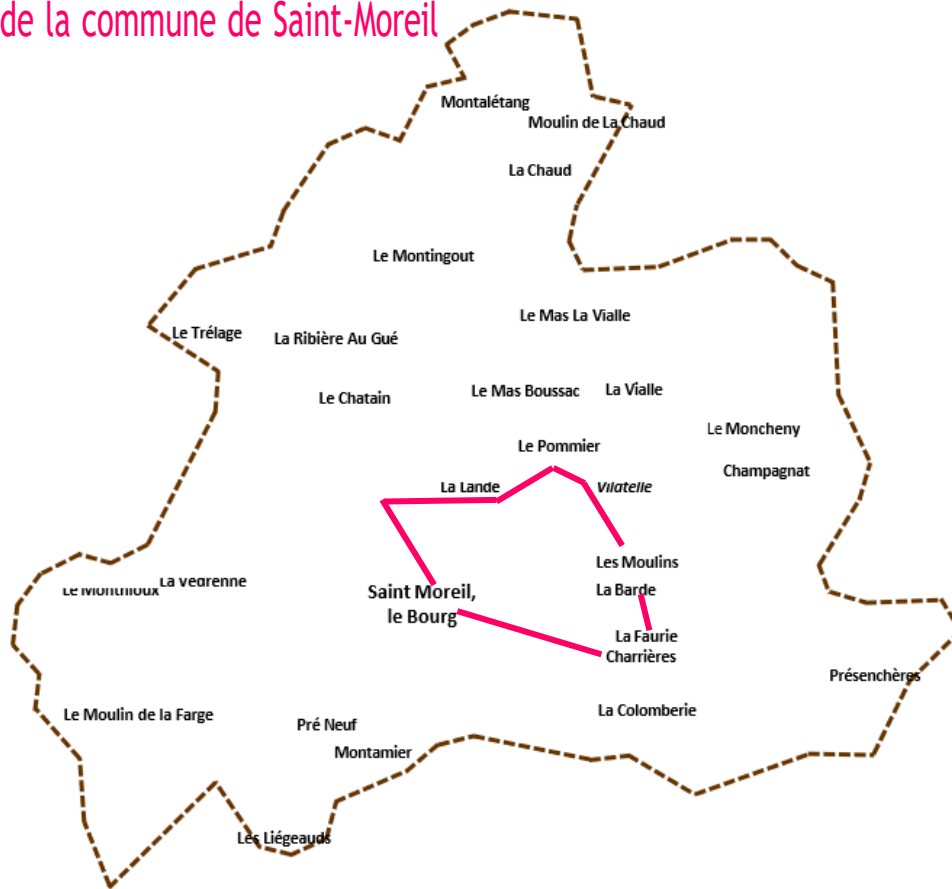 de la commune de Saint-Moreil
Montalétang
Moulin de La Chaud
La Chaud
Le Montingout
Le Mas La Vialle
Le Trélage
La Ribière Au Gué
Le Mas Boussac
La Vialle
Le Chatain
Le Moncheny
Le Pommier
Champagnat
La Lande
Vilatelle
Les Moulins
La Vedrenne
Le Monthioux
La Barde
Saint Moreil,
le Bourg
La Faurie
Charrières
Présenchères
La Colomberie
Le Moulin de la Farge
Pré Neuf
Montamier
Les Liégeauds